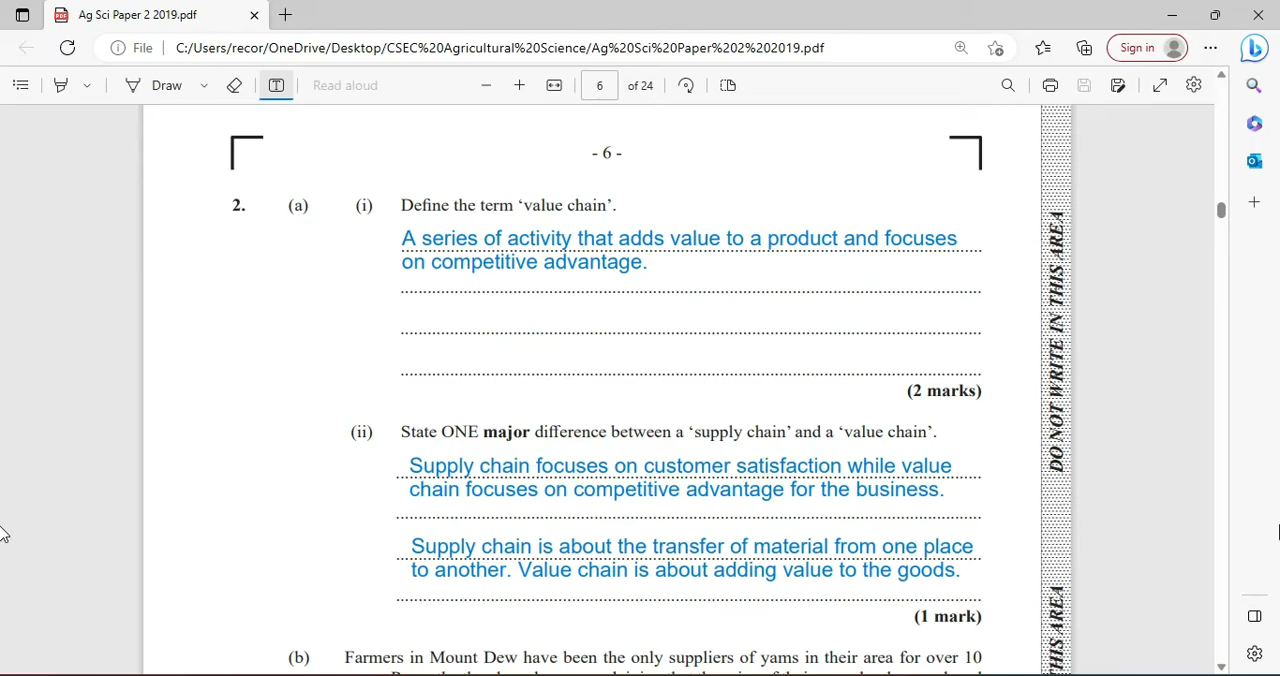 Ag Sci Paper 2 2019.pdf
File
C:/Users/recor/OneDrive/Desktop/CSEC%20Agricultural%20Science/Ag%20Sci%20Paper%202%202019.pdf
Sign in
Draw
Read aloud
6
of 24
- 6 -
2. (a) (i) Define the term ‘value chain’.
A series of activity that adds value to a product and focuses
on competitive advantage.
(2 marks)
(ii) State ONE major difference between a ‘supply chain’ and a ‘value chain’.
Supply chain focuses on customer satisfaction while value
chain focuses on competitive advantage for the business.
Supply chain is about the transfer of material from one place
to another. Value chain is about adding value to the goods.
(1 mark)
(b) Farmers in Mount Dew have been the only suppliers of yams in their area for over 10
DO NOT WRITE IN THIS AREA
THIS AREA